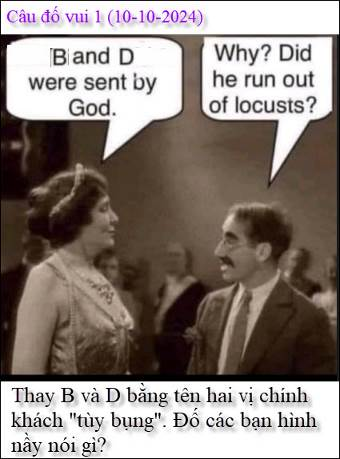 Câu đố vui 1 (10-10-2024)
B and D
were sent by
God.
Why? Did
he run out
of locusts?
Thay B và D bằng tên hai vị chính
khách "tùy bụng". Đố các bạn hình
nầy nói gì?